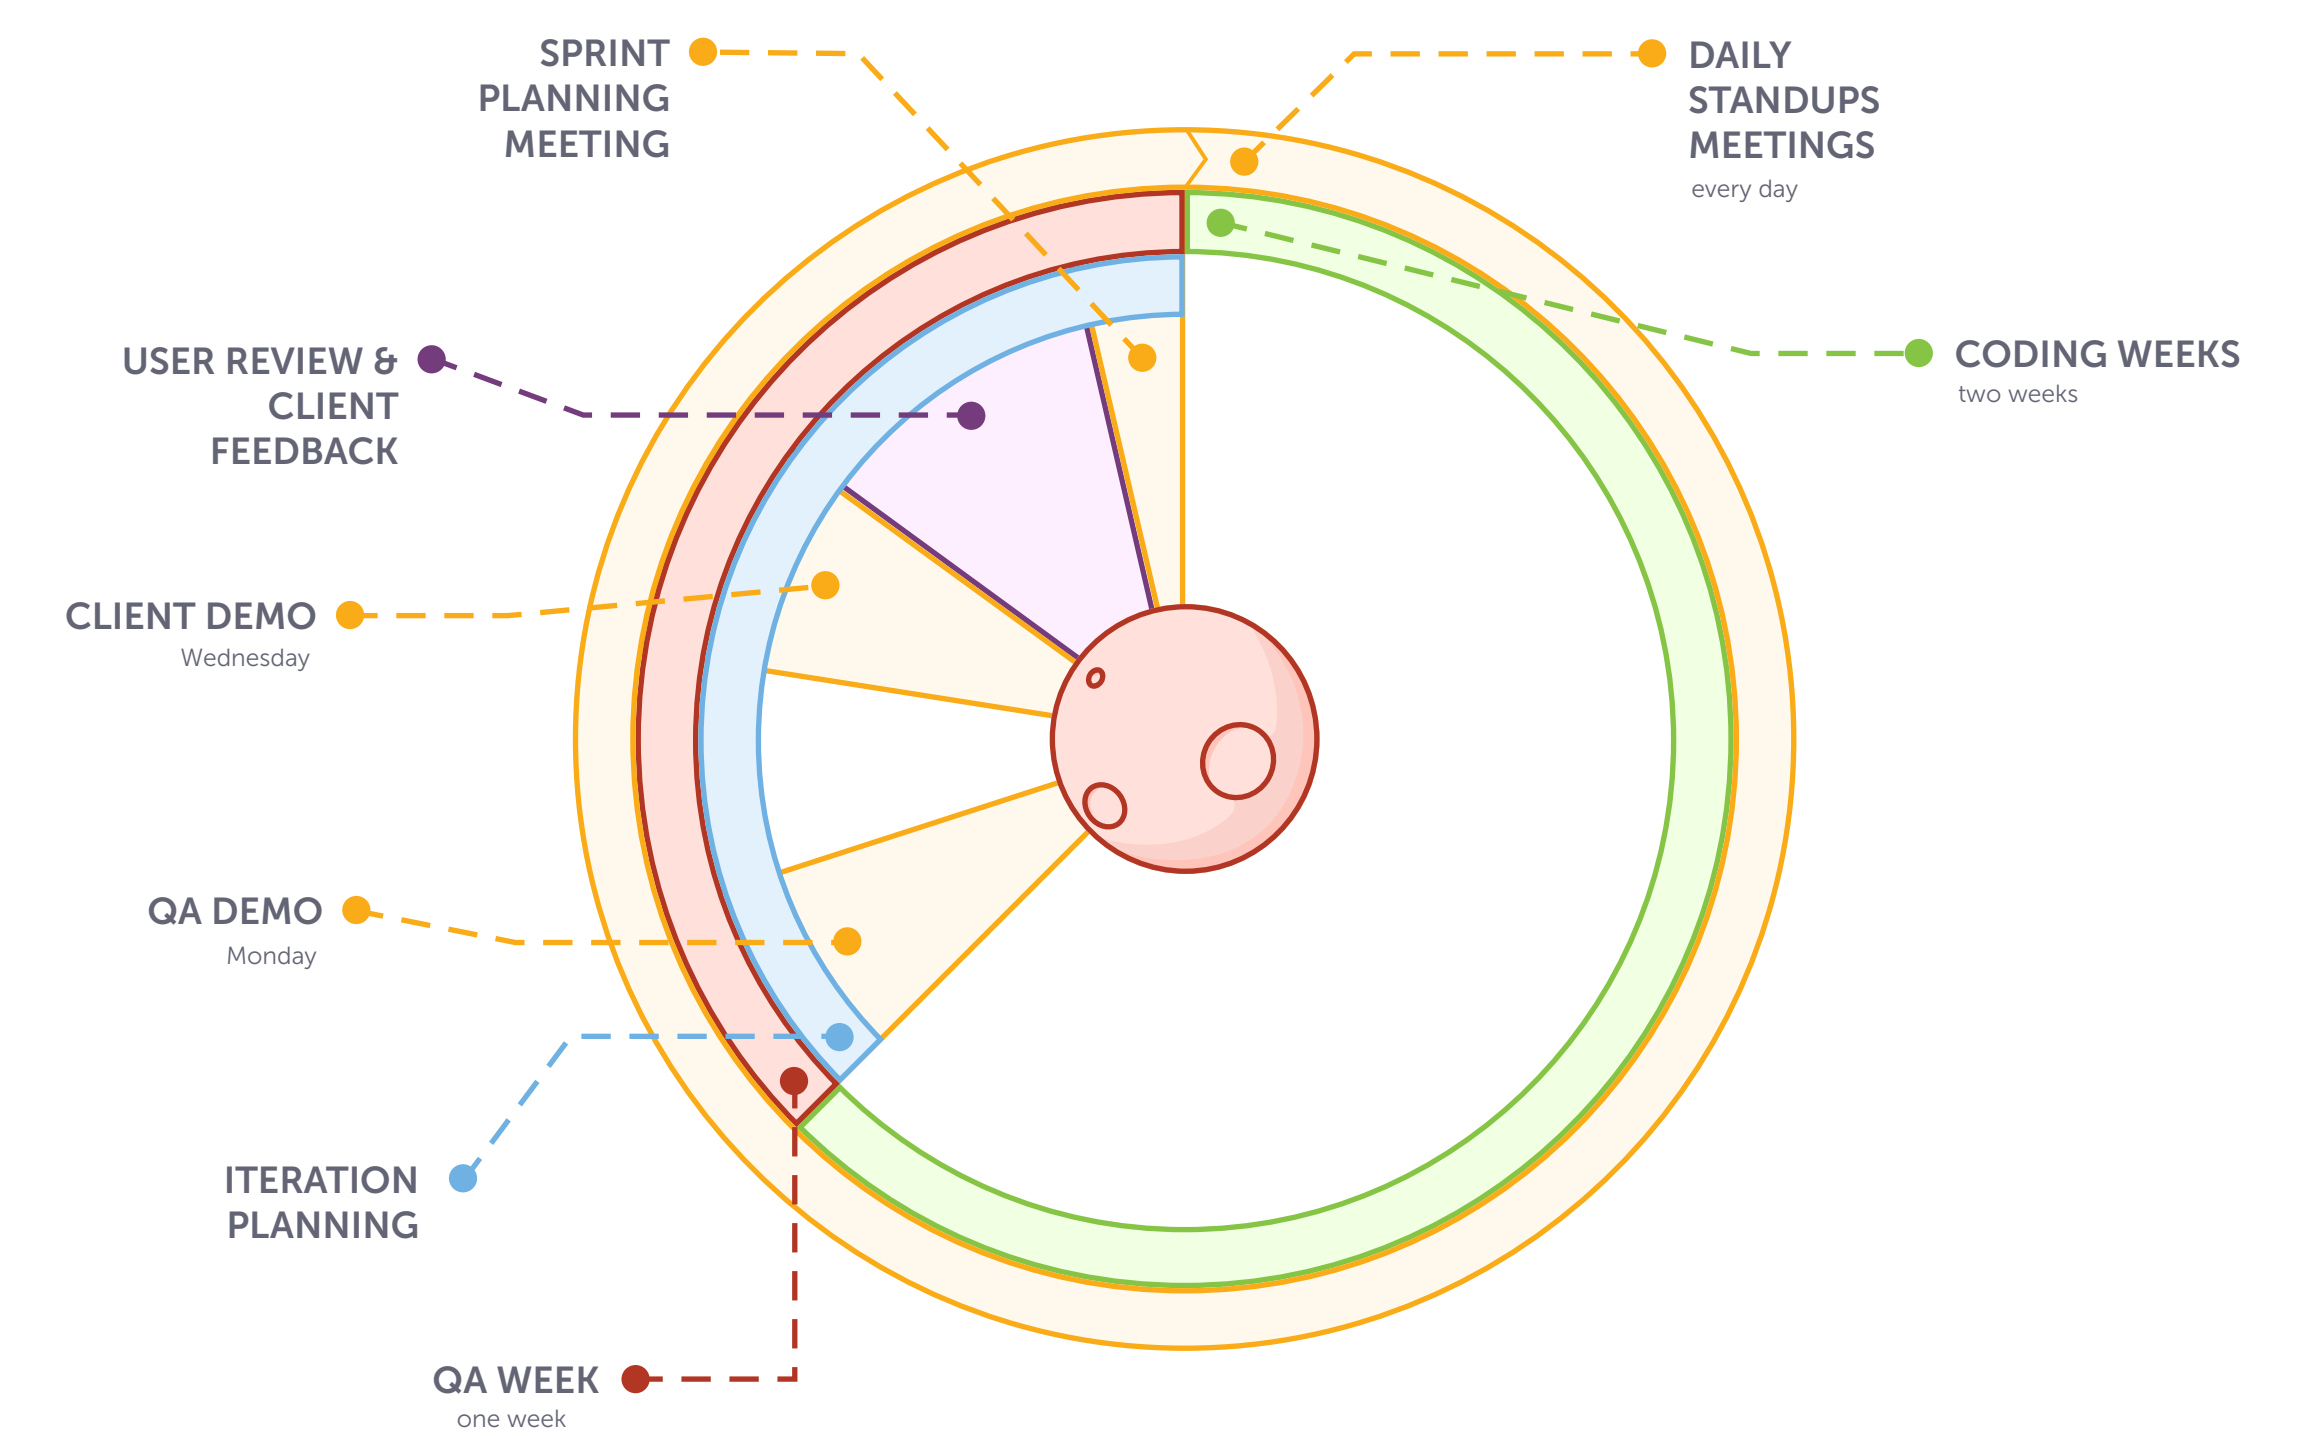 SPRINT
PLANNING
MEETING
DAILY
STANDUPS
MEETINGS
every day
USER REVIEW &
CLIENT
FEEDBACK
CODING WEEKS
two weeks
CLIENT DEMO
Wednesday
QA DEMO
Monday
ITERATION
PLANNING
QA WEEK
one week